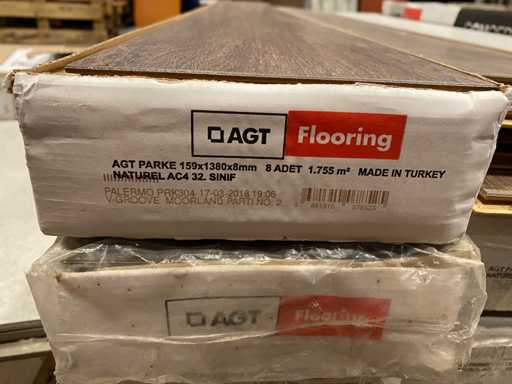 AGT Flooring
AGT PARKE 159x1380x8mm 8 ADET 1.755 m² MADE IN TURKEY
NATUREL AC4 32. SINIF
PALERMO PRK304 17-03-2018 19:06
V-GROOVE MOORLAND PARTI NO: 2
AGT Flooring
AGT